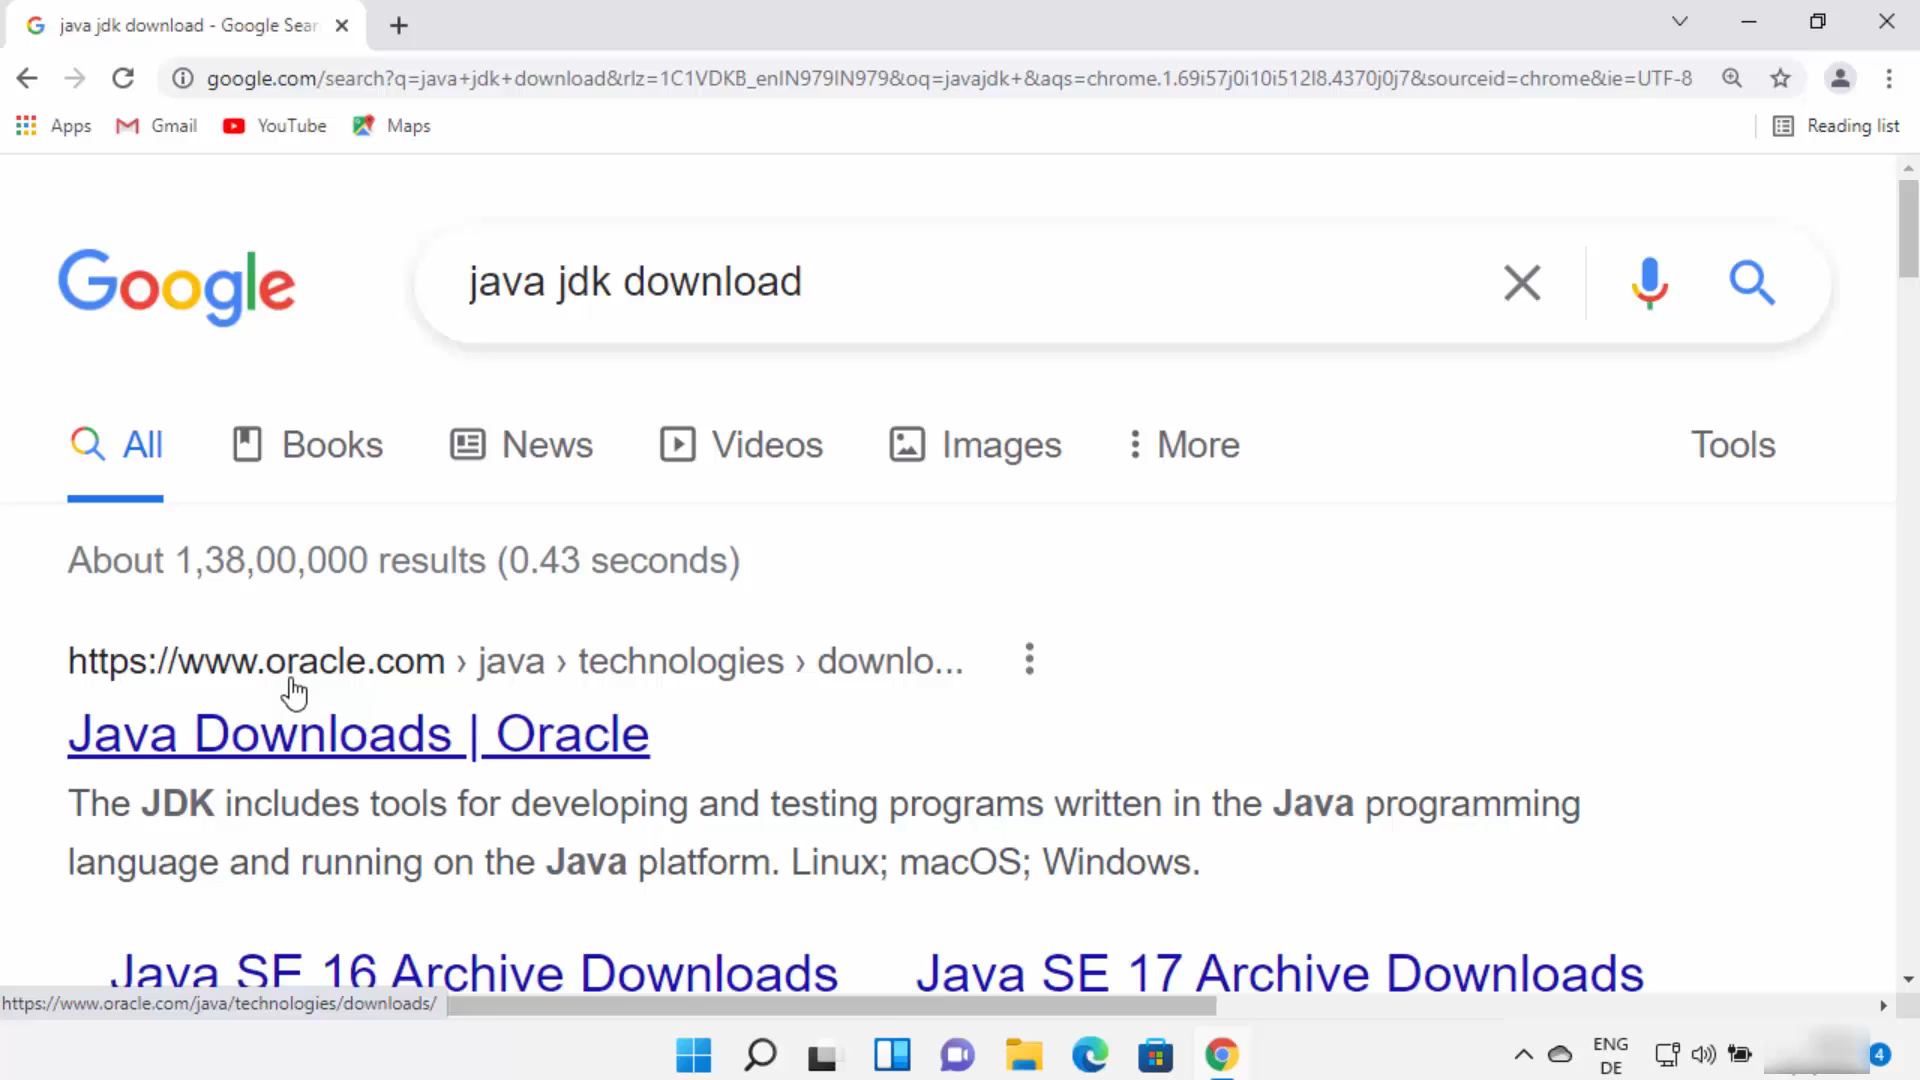 java jdk download - Google Sear
google.com/search?q=java+jdk+download&rlz=1C1VDKB_enIN979IN979&oq=javajdk+&aqs=chrome.1.69i57j0i10i512l8.4370j0j7&sourceid=chrome&ie=UTF-8
Apps Gmail YouTube Maps Reading list
Google java jdk download
All Books News Videos Images More Tools
About 1,38,00,000 results (0.43 seconds)
https://www.oracle.com › java › technologies › downlo...
Java Downloads | Oracle
The JDK includes tools for developing and testing programs written in the Java programming
language and running on the Java platform. Linux; macOS; Windows.
Java SE 16 Archive Downloads Java SE 17 Archive Downloads
https://www.oracle.com/java/technologies/downloads/
ENG
DE
4